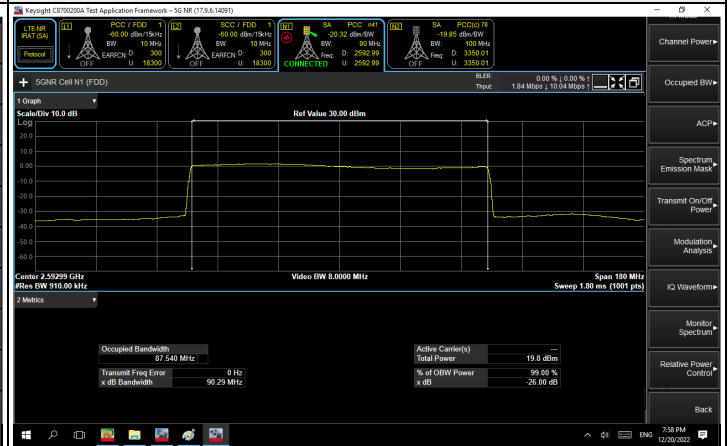 Keysight C8700200A Test Application Framework – 5G NR (17.9.6.14091)
LTE-NR
IRAT (SA)
Protocol
L1 PCC / FDD 1
-60.00 dBm/15kHz
BW: 10 MHz
EARFCN: D: 300
OFF U: 18300
L2 SCC / FDD 1
-60.00 dBm/15kHz
BW: 10 MHz
EARFCN: D: 300
OFF U: 18300
N1 SA PCC n41
-20.32 dBm/BW
BW: 90 MHz
Freq: D: 2592.99
CONNECTED U: 2592.99
N2 SA PCC(c) 78
-19.85 dBm/BW
BW: 100 MHz
Freq: D: 3350.01
OFF U: 3350.01
+ 5GNR Cell N1 (FDD)
BLER: 0.00 % ↓ 0.00 % ↑
Thput: 1.84 Mbps ↓ 10.04 Mbps ↑
1 Graph
Scale/Div 10.0 dB
Ref Value 30.00 dBm
Log
20.0
10.0
0.00
-10.0
-20.0
-30.0
-40.0
-50.0
-60.0
Center 2.59299 GHz
Video BW 8.0000 MHz
Span 180 MHz
#Res BW 910.00 kHz
Sweep 1.80 ms (1001 pts)
2 Metrics
Occupied Bandwidth
87.540 MHz
Transmit Freq Error 0 Hz
x dB Bandwidth 90.29 MHz
Active Carrier(s) ---
Total Power 19.8 dBm
% of OBW Power 99.00 %
x dB -26.00 dB
Channel Power
Occupied BW
ACP
Spectrum
Emission Mask
Transmit On/Off
Power
Modulation
Analysis
IQ Waveform
Monitor
Spectrum
Relative Power
Control
Back
ENG
7:58 PM
12/20/2022